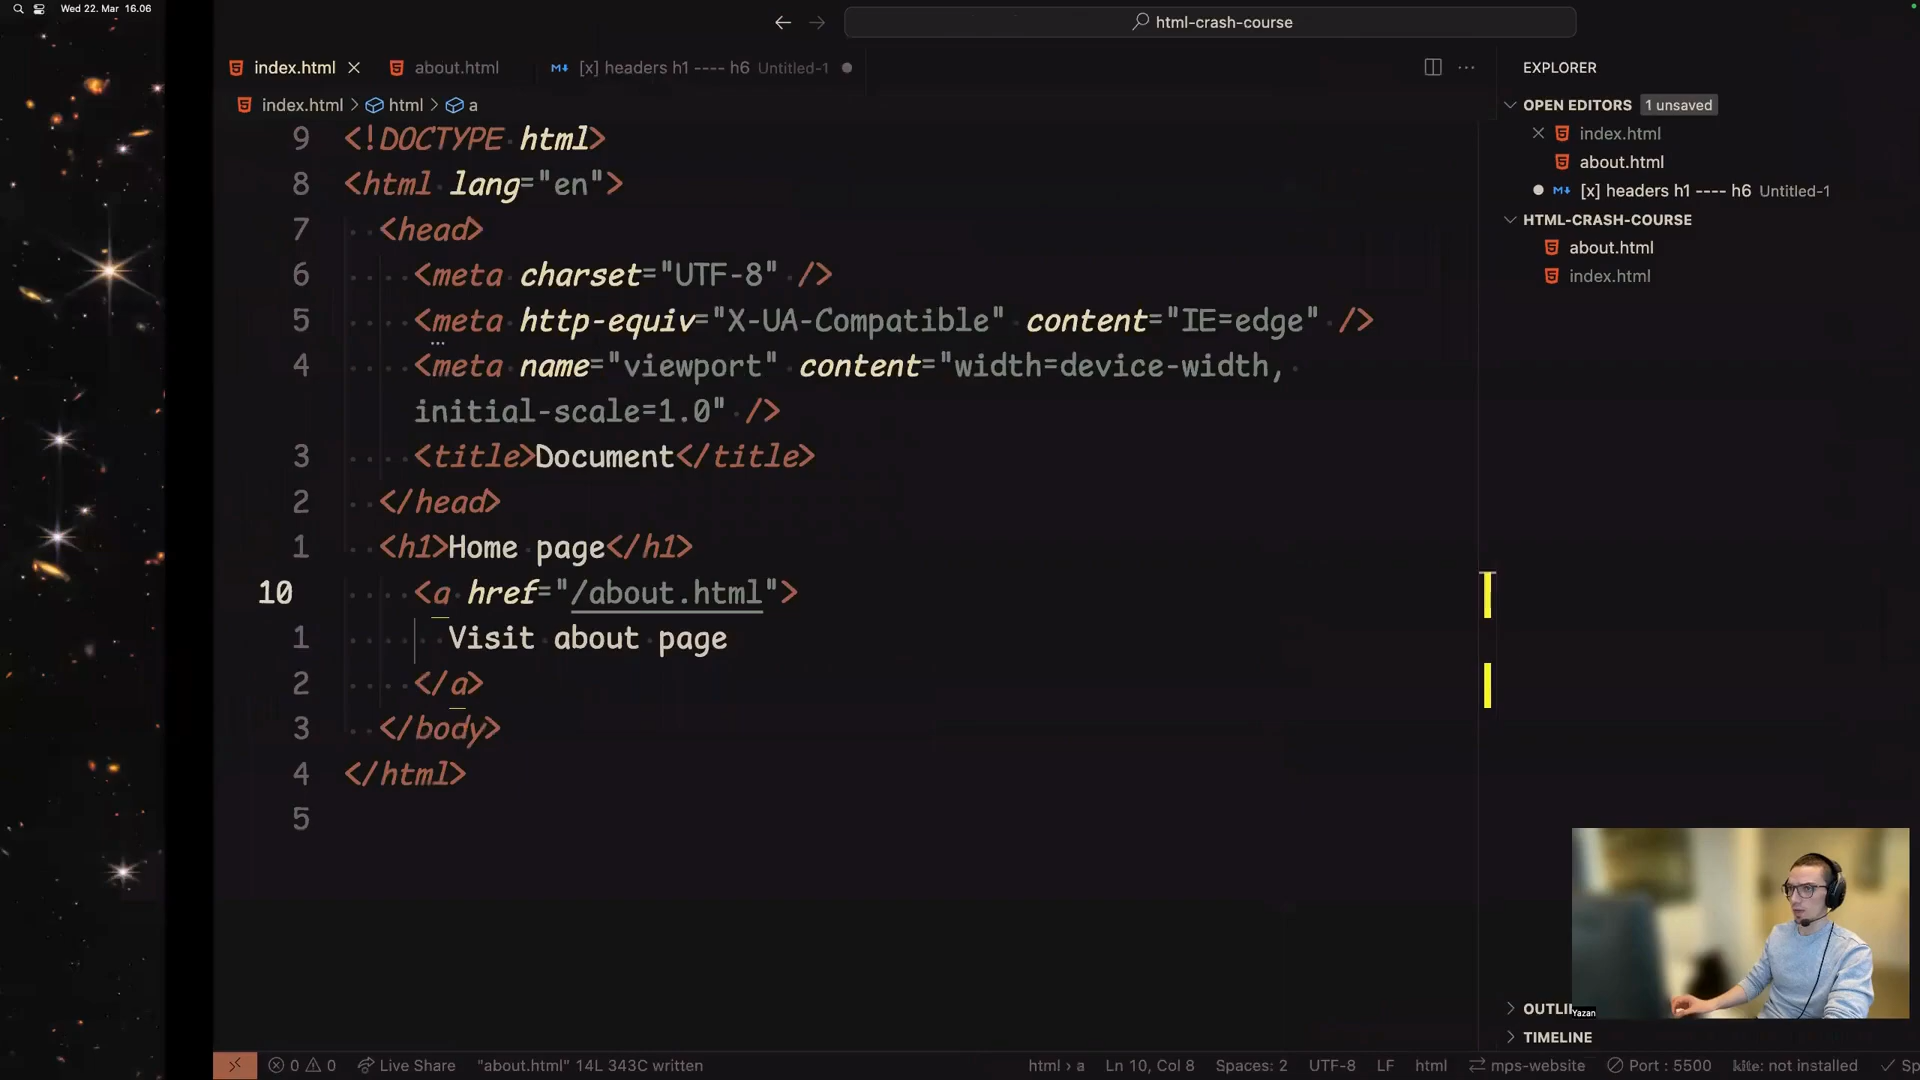 Wed 22. Mar 16.06
html-crash-course
index.html
about.html
[x] headers h1 ---- h6 Untitled-1
index.html > html > a
9 <!DOCTYPE html>
8 <html lang="en">
7 <head>
6 <meta charset="UTF-8" />
5 <meta http-equiv="X-UA-Compatible" content="IE=edge" />
4 <meta name="viewport" content="width=device-width,
initial-scale=1.0" />
3 <title>Document</title>
2 </head>
1 <h1>Home page</h1>
10 <a href="/about.html">
1 Visit about page
2 </a>
3 </body>
4 </html>
5
EXPLORER
OPEN EDITORS 1 unsaved
index.html
about.html
[x] headers h1 ---- h6 Untitled-1
HTML-CRASH-COURSE
about.html
index.html
Yazan
OUTLI
TIMELINE
0 0 Live Share "about.html" 14L 343C written html > a Ln 10, Col 8 Spaces: 2 UTF-8 LF html mps-website Port : 5500 kite: not installed Sp